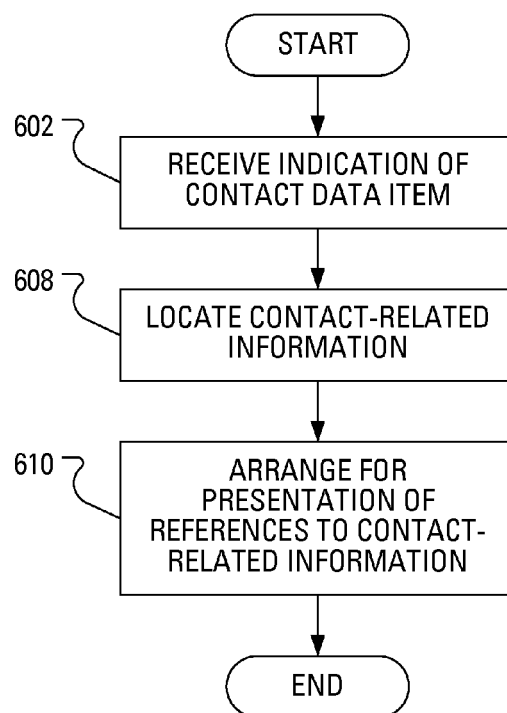 START
602
RECEIVE INDICATION OF
CONTACT DATA ITEM
608
LOCATE CONTACT-RELATED
INFORMATION
610
ARRANGE FOR
PRESENTATION OF
REFERENCES TO CONTACT-
RELATED INFORMATION
END